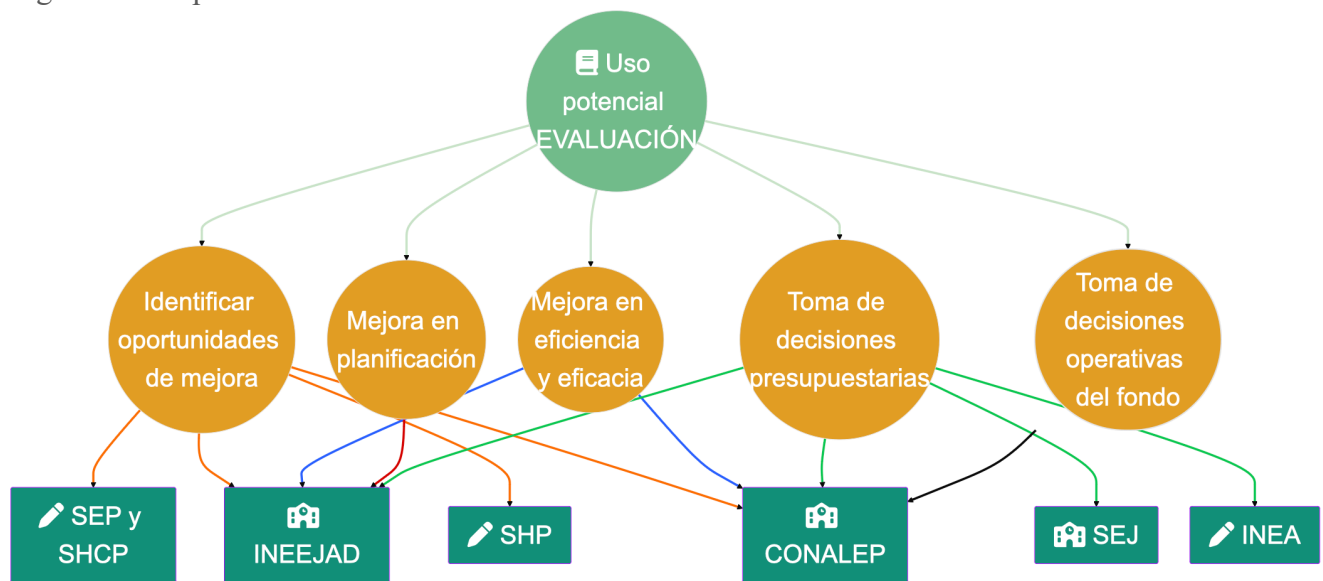 Uso
potencial
EVALUACIÓN
Identificar
oportunidades
de mejora
Mejora en
planificación
Mejora en
eficiencia
y eficacia
Toma de
decisiones
presupuestarias
Toma de
decisiones
operativas
del fondo
SEP y
SHCP
INEEJAD
SHP
CONALEP
SEJ
INEA